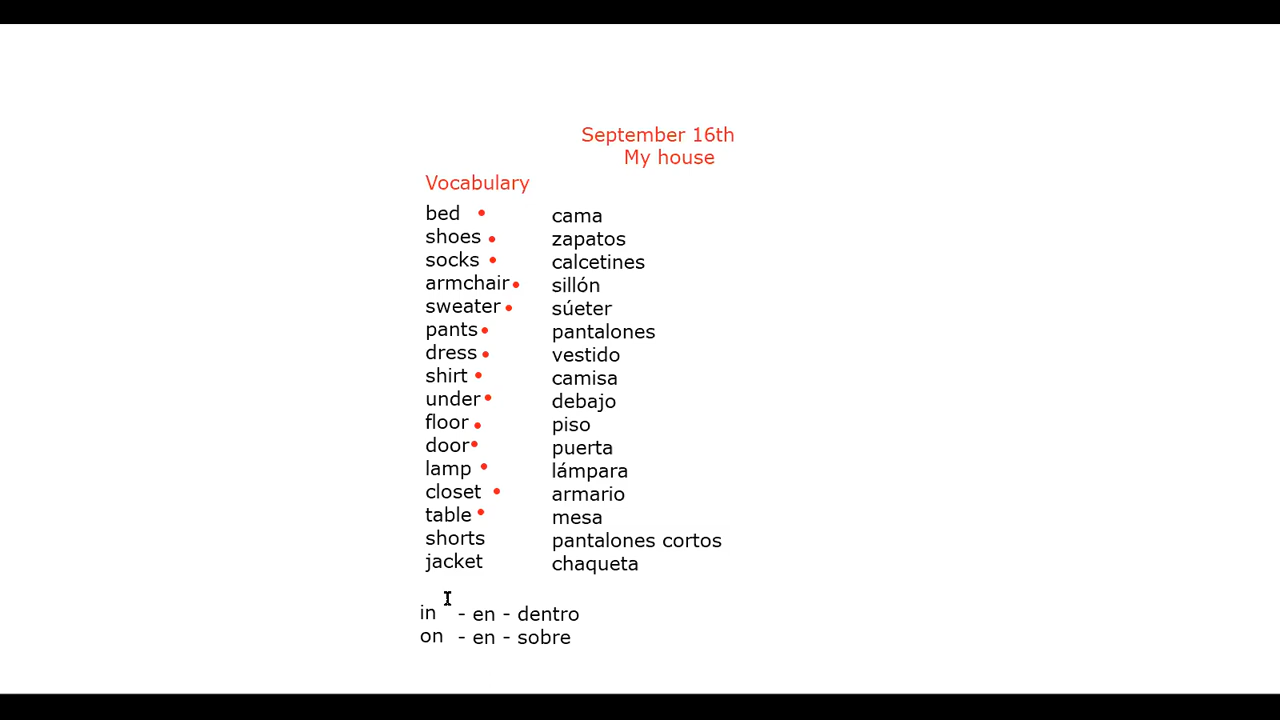 September 16th
My house
Vocabulary
bed cama
shoes zapatos
socks calcetines
armchair sillón
sweater súeter
pants pantalones
dress vestido
shirt camisa
under debajo
floor piso
door puerta
lamp lámpara
closet armario
table mesa
shorts pantalones cortos
jacket chaqueta
in - en - dentro
on - en - sobre